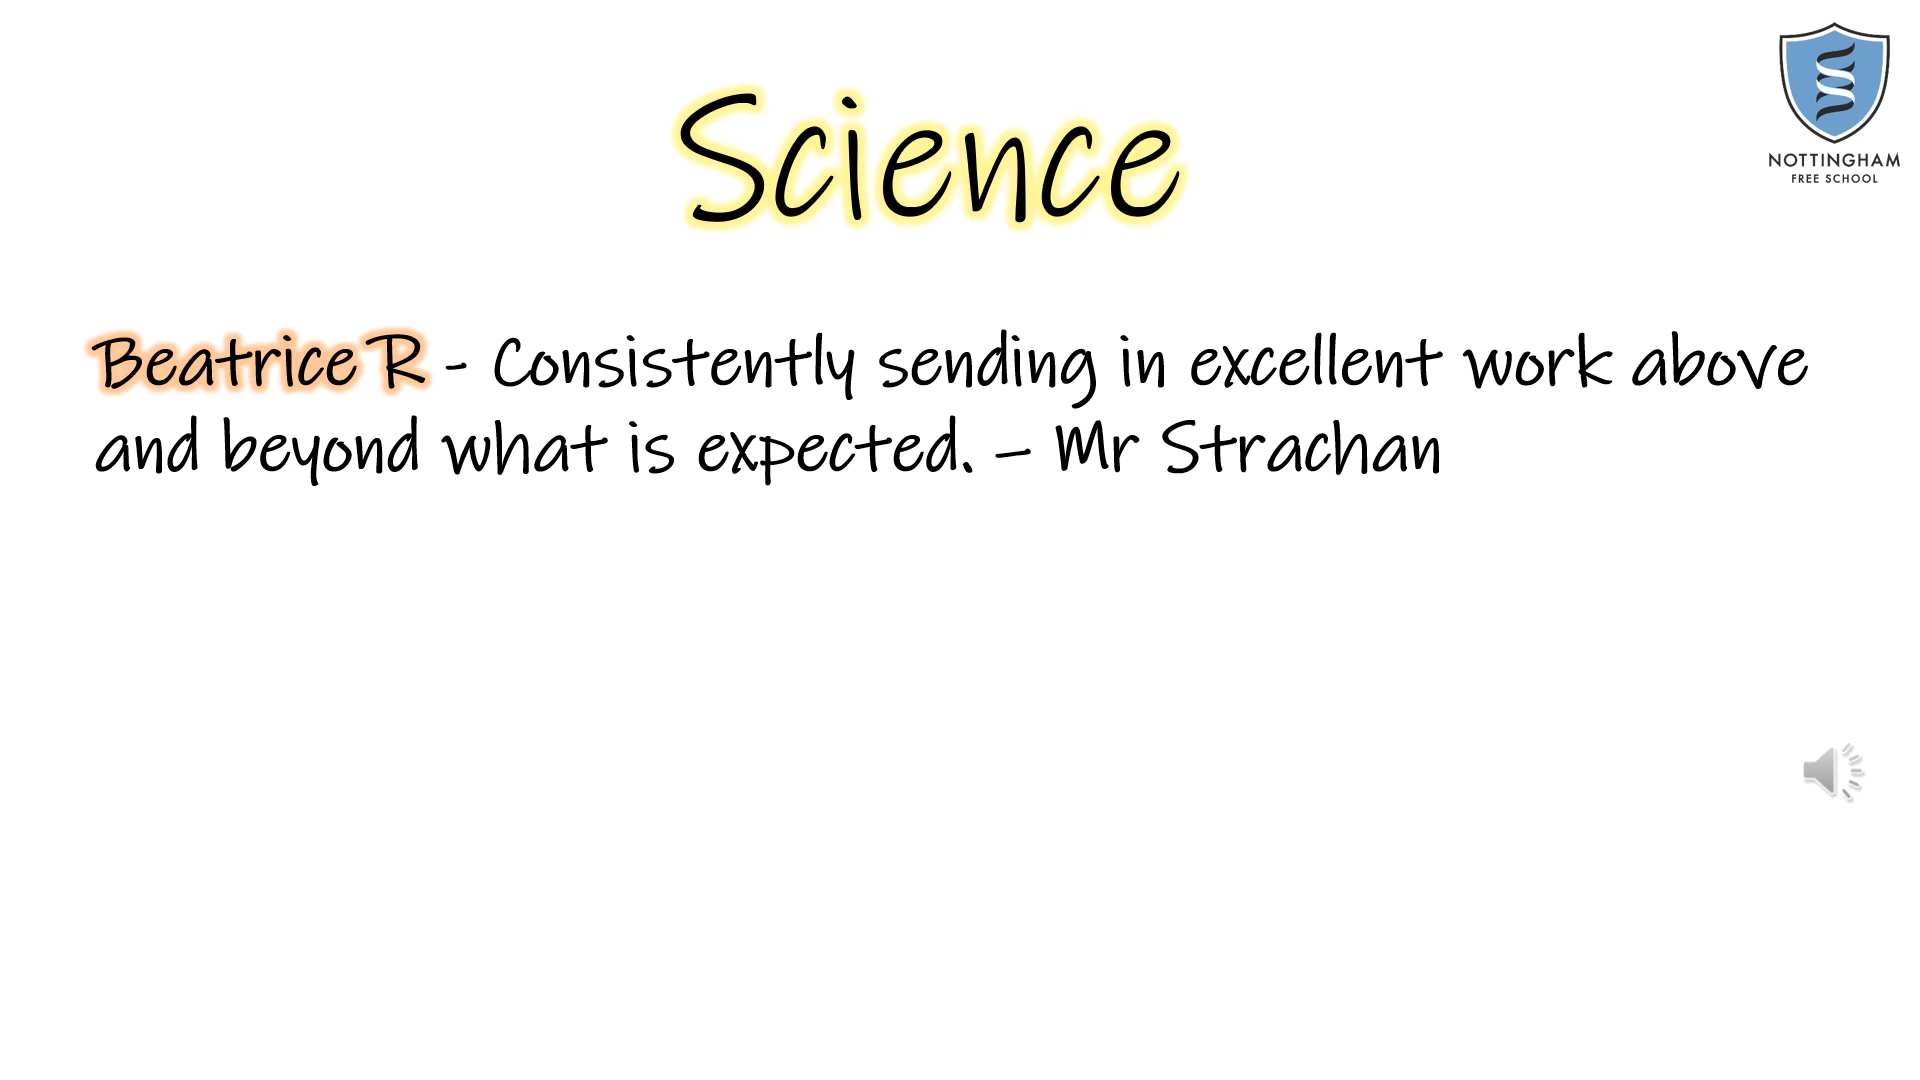 Science
NOTTINGHAM
FREE SCHOOL
Beatrice R - Consistently sending in excellent work above
and beyond what is expected. – Mr Strachan